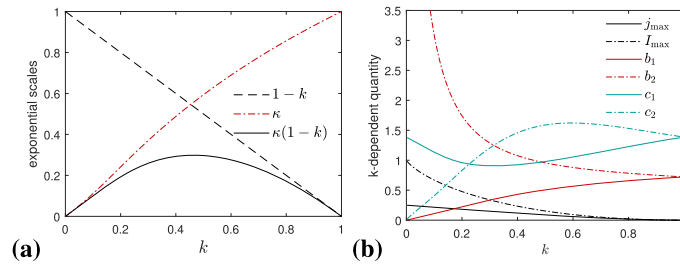 1
0.8
0.6
0.4
0.2
0
exponential scales
1 − k
κ
κ(1 − k)
0
0.2
0.4
0.6
0.8
1
k
(a)
3.5
3
2.5
2
1.5
1
0.5
0
k-dependent quantity
j_max
I_max
b_1
b_2
c_1
c_2
0
0.2
0.4
0.6
0.8
k
(b)